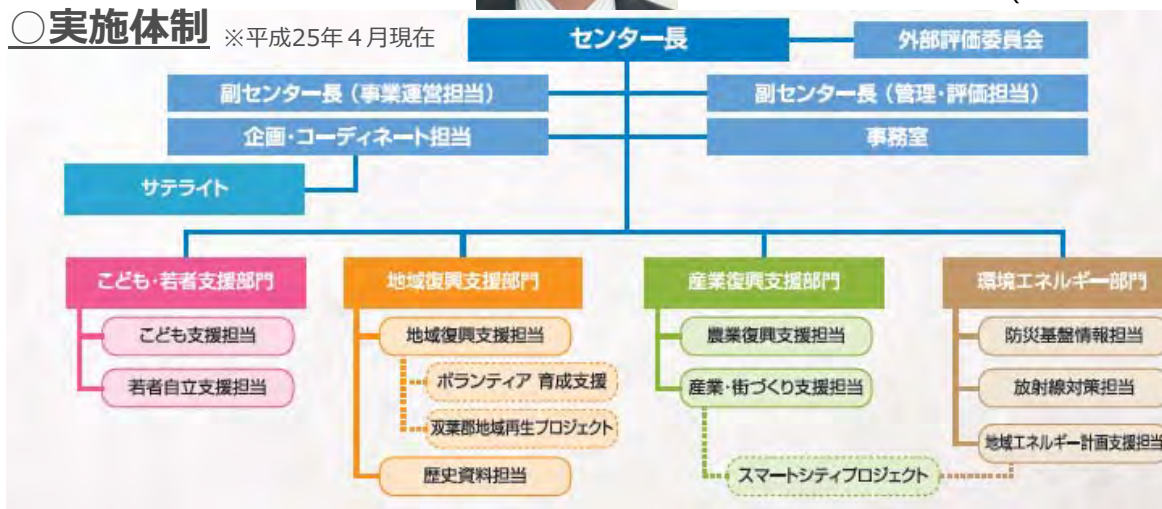 ○実施体制 ※平成25年4月現在
センター長
外部評価委員会
副センター長(事業運営担当)
副センター長(管理・評価担当)
企画・コーディネート担当
事務室
サテライト
こども・若者支援部門
こども支援担当
若者自立支援担当
地域復興支援部門
地域復興支援担当
ボランティア 育成支援
双葉郡地域再生プロジェクト
歴史資料担当
産業復興支援部門
農業復興支援担当
産業・街づくり支援担当
スマートシティプロジェクト
環境エネルギー部門
防災基盤情報担当
放射線対策担当
地域エネルギー計画支援担当